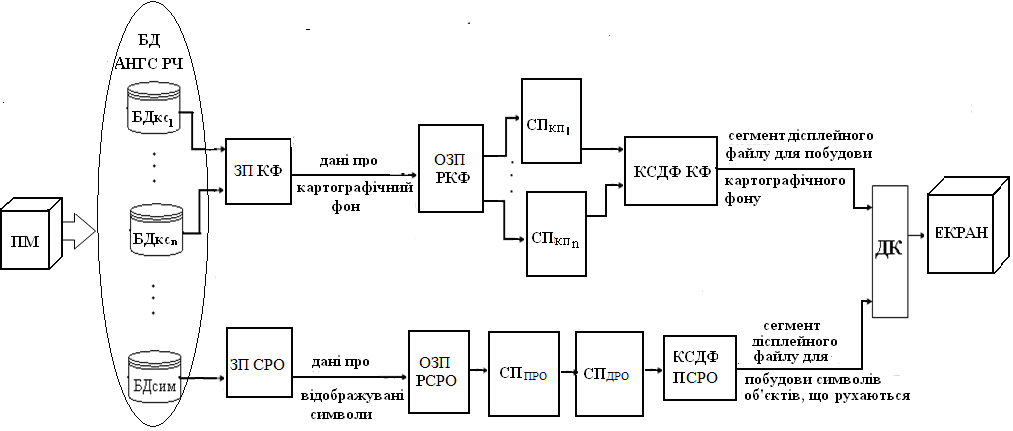 БД
АНГС РЧ
БДкс1
БДксn
БДсим
ПМ
ЗП КФ
дані про
картографічний
фон
ОЗП
РКФ
СПКП1
СПКПn
КСДФ КФ
сегмент дісплейного
файлу для побудови
картографічного
фону
ДК
ЕКРАН
ЗП СРО
дані про
відображувані
символи
ОЗП
РСРО
СППРО
СПДРО
КСДФ
ПСРО
сегмент
дісплейного
файлу для
побудови символів
об'єктів, що рухаються